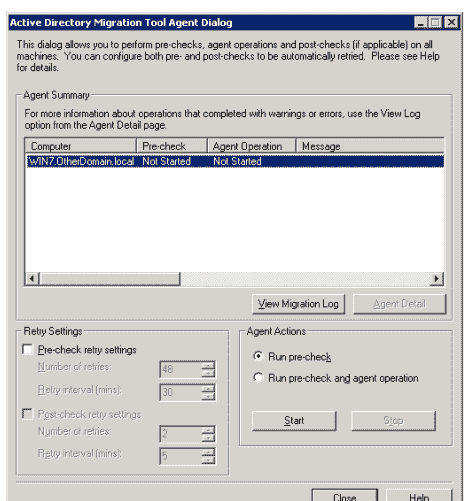 Active Directory Migration Tool Agent Dialog
This dialog allows you to perform pre-checks, agent operations and post-checks (if applicable) on all
machines. You can configure both pre- and post-checks to be automatically retried. Please see Help
for details.
Agent Summary
For more information about operations that completed with warnings or errors, use the View Log
option from the Agent Detail page.
Computer Pre-check Agent Operation Message
WIN7.OtherDomain.local Not Started Not Started
View Migration Log Agent Detail
Retry Settings
Pre-check retry settings
Number of retries: 48
Retry interval (mins): 30
Post-check retry settings
Number of retries: 2
Retry interval (mins): 5
Agent Actions
Run pre-check
Run pre-check and agent operation
Start Stop
Close Help